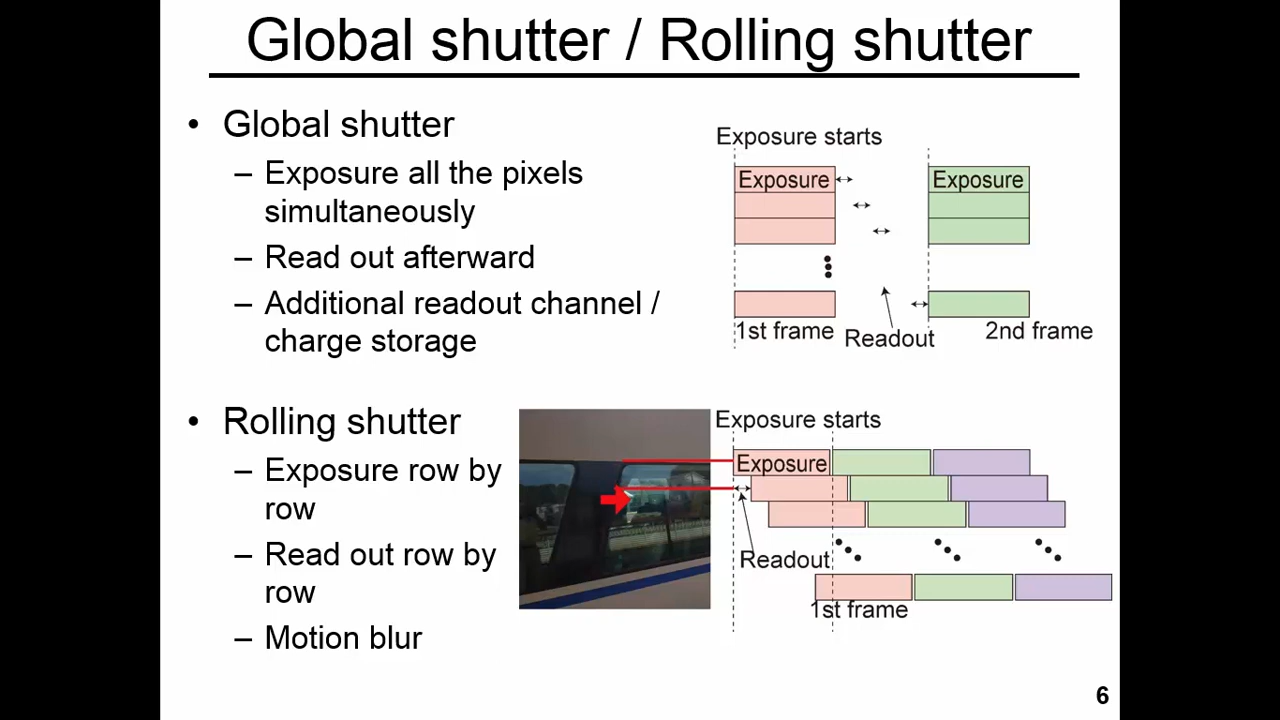 Global shutter / Rolling shutter
• Global shutter
– Exposure all the pixels
simultaneously
– Read out afterward
– Additional readout channel /
charge storage
Exposure starts
Exposure
Exposure
1st frame
Readout
2nd frame
• Rolling shutter
– Exposure row by
row
– Read out row by
row
– Motion blur
Exposure starts
Exposure
Readout
1st frame
6